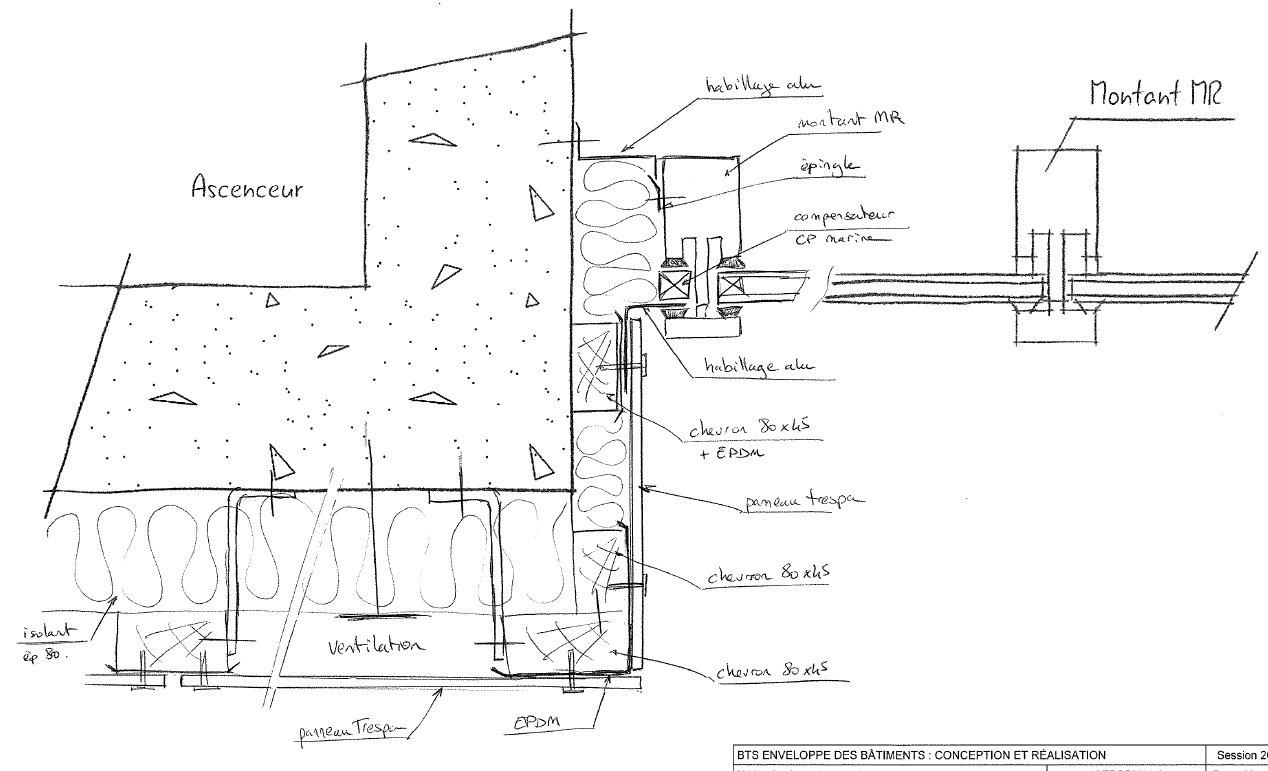 habillage alu
Montant MR
montant MR
épingle
Ascenceur
compensateur
CP marine
habillage alu
chevron 80x45
+ EPDM
panneau trespa
chevron 80x45
isolant
ép 80.
ventilation
chevron 80x45
EPDM
panneau Trespa
BTS ENVELOPPE DES BÂTIMENTS : CONCEPTION ET RÉALISATION
Session 20